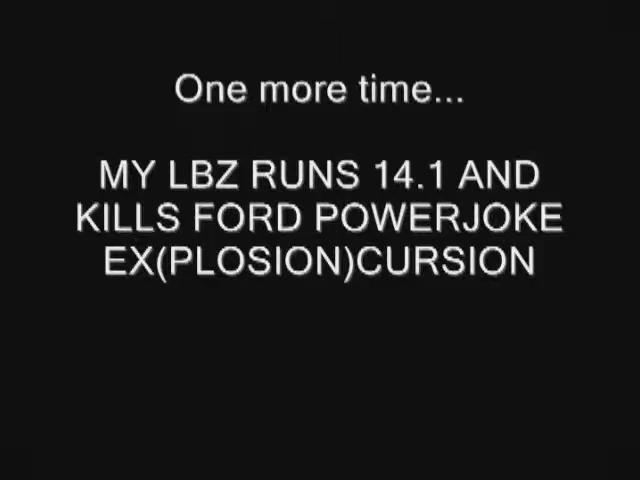 One more time...
MY LBZ RUNS 14.1 AND
KILLS FORD POWERJOKE
EX(PLOSION)CURSION